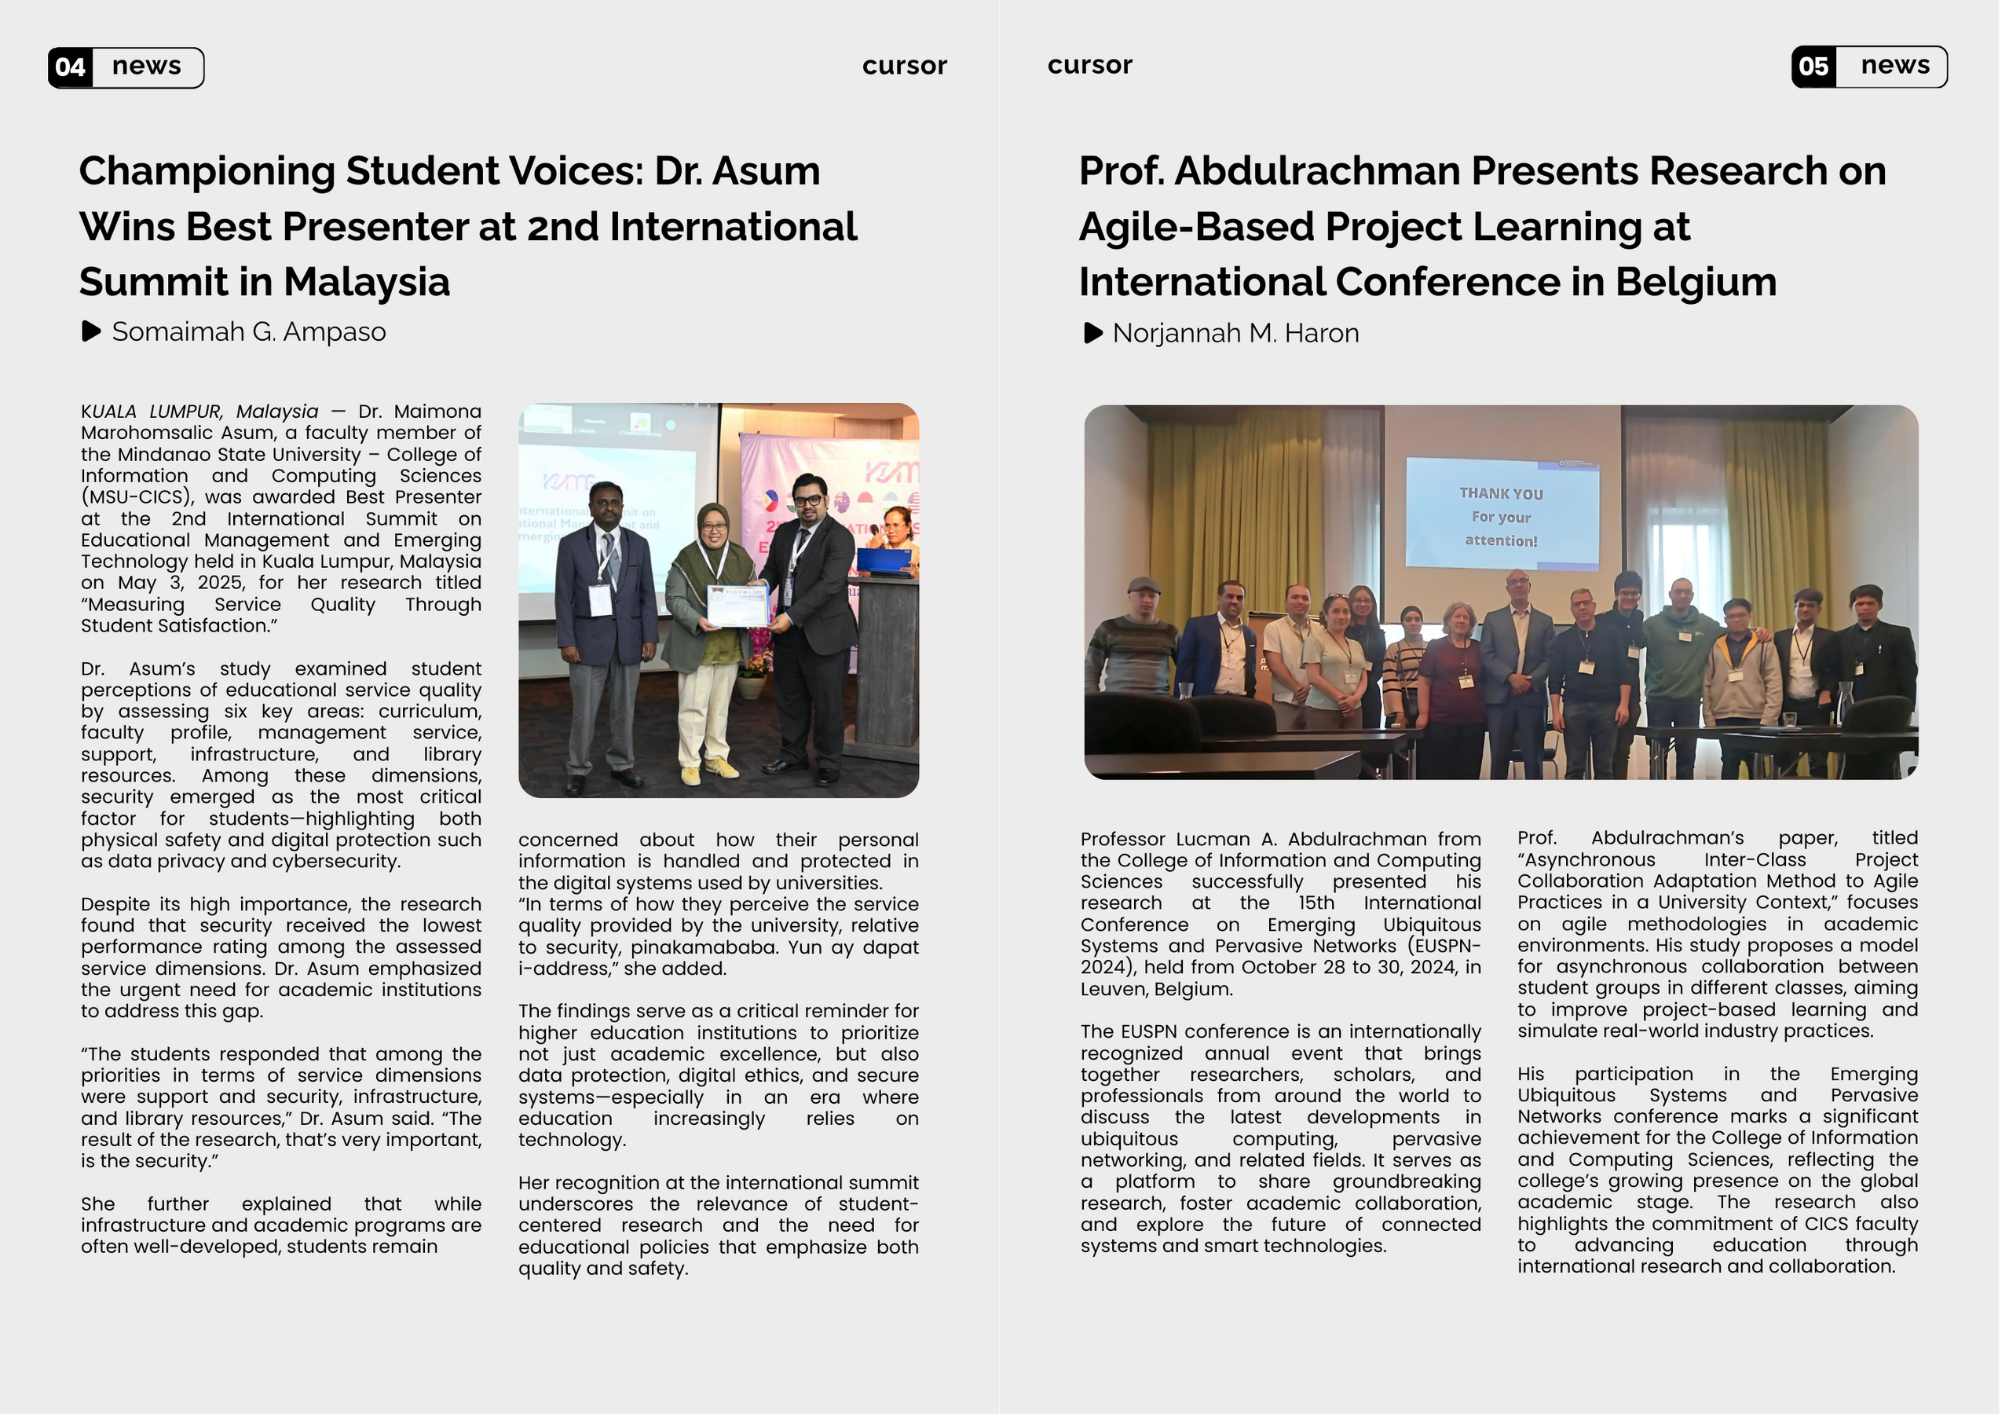 04 news
cursor
Championing Student Voices: Dr. Asum
Wins Best Presenter at 2nd International
Summit in Malaysia
Somaimah G. Ampaso
KUALA LUMPUR, Malaysia — Dr. Maimona
Marohomsalic Asum, a faculty member of
the Mindanao State University – College of
Information and Computing Sciences
(MSU-CICS), was awarded Best Presenter
at the 2nd International Summit on
Educational Management and Emerging
Technology held in Kuala Lumpur, Malaysia
on May 3, 2025, for her research titled
“Measuring Service Quality Through
Student Satisfaction.”
Dr. Asum’s study examined student
perceptions of educational service quality
by assessing six key areas: curriculum,
faculty profile, management service,
support, infrastructure, and library
resources. Among these dimensions,
security emerged as the most critical
factor for students—highlighting both
physical safety and digital protection such
as data privacy and cybersecurity.
Despite its high importance, the research
found that security received the lowest
performance rating among the assessed
service dimensions. Dr. Asum emphasized
the urgent need for academic institutions
to address this gap.
“The students responded that among the
priorities in terms of service dimensions
were support and security, infrastructure,
and library resources,” Dr. Asum said. “The
result of the research, that’s very important,
is the security.”
She further explained that while
infrastructure and academic programs are
often well-developed, students remain
concerned about how their personal
information is handled and protected in
the digital systems used by universities.
“In terms of how they perceive the service
quality provided by the university, relative
to security, pinakamababa. Yun ay dapat
i-address,” she added.
The findings serve as a critical reminder for
higher education institutions to prioritize
not just academic excellence, but also
data protection, digital ethics, and secure
systems—especially in an era where
education increasingly relies on
technology.
Her recognition at the international summit
underscores the relevance of student-
centered research and the need for
educational policies that emphasize both
quality and safety.
cursor
05 news
Prof. Abdulrachman Presents Research on
Agile-Based Project Learning at
International Conference in Belgium
Norjannah M. Haron
THANK YOU
For your
attention!
Professor Lucman A. Abdulrachman from
the College of Information and Computing
Sciences successfully presented his
research at the 15th International
Conference on Emerging Ubiquitous
Systems and Pervasive Networks (EUSPN-
2024), held from October 28 to 30, 2024, in
Leuven, Belgium.
The EUSPN conference is an internationally
recognized annual event that brings
together researchers, scholars, and
professionals from around the world to
discuss the latest developments in
ubiquitous computing, pervasive
networking, and related fields. It serves as
a platform to share groundbreaking
research, foster academic collaboration,
and explore the future of connected
systems and smart technologies.
Prof. Abdulrachman’s paper, titled
“Asynchronous Inter-Class Project
Collaboration Adaptation Method to Agile
Practices in a University Context,” focuses
on agile methodologies in academic
environments. His study proposes a model
for asynchronous collaboration between
student groups in different classes, aiming
to improve project-based learning and
simulate real-world industry practices.
His participation in the Emerging
Ubiquitous Systems and Pervasive
Networks conference marks a significant
achievement for the College of Information
and Computing Sciences, reflecting the
college’s growing presence on the global
academic stage. The research also
highlights the commitment of CICS faculty
to advancing education through
international research and collaboration.